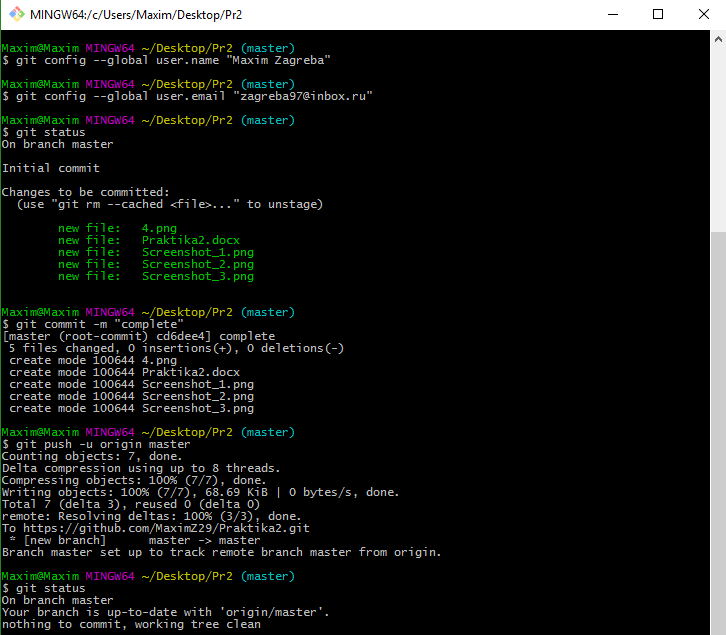 MINGW64:/c/Users/Maxim/Desktop/Pr2
Maxim@Maxim MINGW64 ~/Desktop/Pr2 (master)
$ git config --global user.name "Maxim Zagreba"
Maxim@Maxim MINGW64 ~/Desktop/Pr2 (master)
$ git config --global user.email "zagreba97@inbox.ru"
Maxim@Maxim MINGW64 ~/Desktop/Pr2 (master)
$ git status
On branch master
Initial commit
Changes to be committed:
  (use "git rm --cached <file>..." to unstage)
        new file:   4.png
        new file:   Praktika2.docx
        new file:   Screenshot_1.png
        new file:   Screenshot_2.png
        new file:   Screenshot_3.png
Maxim@Maxim MINGW64 ~/Desktop/Pr2 (master)
$ git commit -m "complete"
[master (root-commit) cd6dee4] complete
 5 files changed, 0 insertions(+), 0 deletions(-)
 create mode 100644 4.png
 create mode 100644 Praktika2.docx
 create mode 100644 Screenshot_1.png
 create mode 100644 Screenshot_2.png
 create mode 100644 Screenshot_3.png
Maxim@Maxim MINGW64 ~/Desktop/Pr2 (master)
$ git push -u origin master
Counting objects: 7, done.
Delta compression using up to 8 threads.
Compressing objects: 100% (7/7), done.
Writing objects: 100% (7/7), 68.69 KiB | 0 bytes/s, done.
Total 7 (delta 3), reused 0 (delta 0)
remote: Resolving deltas: 100% (3/3), done.
To https://github.com/MaximZ29/Praktika2.git
 * [new branch]      master -> master
Branch master set up to track remote branch master from origin.
Maxim@Maxim MINGW64 ~/Desktop/Pr2 (master)
$ git status
On branch master
Your branch is up-to-date with 'origin/master'.
nothing to commit, working tree clean